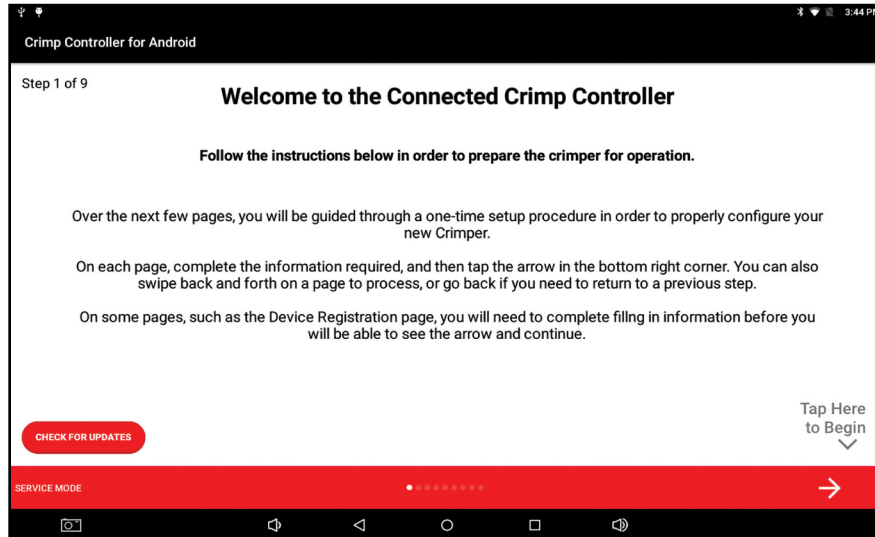 3:44 PM
Crimp Controller for Android
Step 1 of 9
Welcome to the Connected Crimp Controller
Follow the instructions below in order to prepare the crimper for operation.
Over the next few pages, you will be guided through a one-time setup procedure in order to properly configure your
new Crimper.
On each page, complete the information required, and then tap the arrow in the bottom right corner. You can also
swipe back and forth on a page to process, or go back if you need to return to a previous step.
On some pages, such as the Device Registration page, you will need to complete fillng in information before you
will be able to see the arrow and continue.
Tap Here
to Begin
CHECK FOR UPDATES
SERVICE MODE